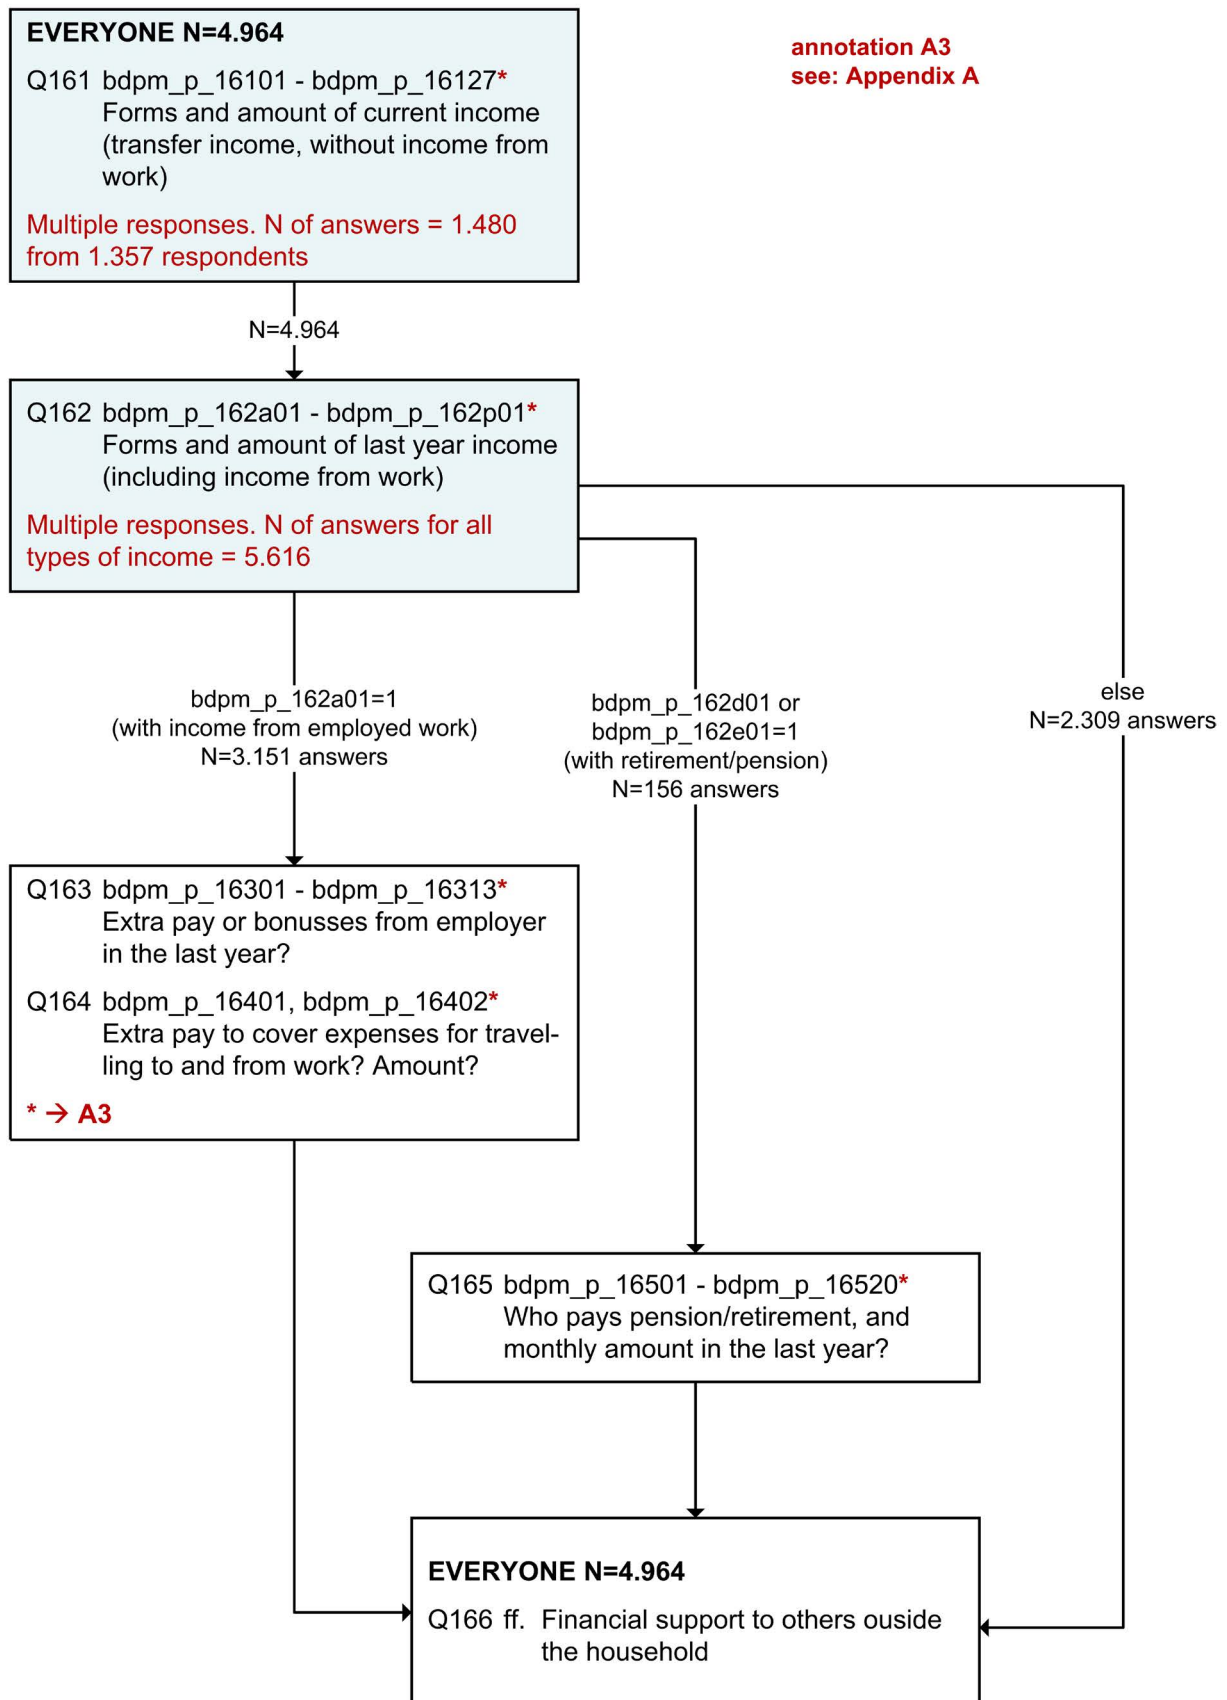 EVERYONE N=4.964
Q161 bdpm_p_16101 - bdpm_p_16127*
Forms and amount of current income
(transfer income, without income from
work)
Multiple responses. N of answers = 1.480
from 1.357 respondents
annotation A3
see: Appendix A
N=4.964
Q162 bdpm_p_162a01 - bdpm_p_162p01*
Forms and amount of last year income
(including income from work)
Multiple responses. N of answers for all
types of income = 5.616
bdpm_p_162a01=1
(with income from employed work)
N=3.151 answers
bdpm_p_162d01 or
bdpm_p_162e01=1
(with retirement/pension)
N=156 answers
else
N=2.309 answers
Q163 bdpm_p_16301 - bdpm_p_16313*
Extra pay or bonusses from employer
in the last year?
Q164 bdpm_p_16401, bdpm_p_16402*
Extra pay to cover expenses for travel-
ling to and from work? Amount?
* → A3
Q165 bdpm_p_16501 - bdpm_p_16520*
Who pays pension/retirement, and
monthly amount in the last year?
EVERYONE N=4.964
Q166 ff. Financial support to others ouside
the household